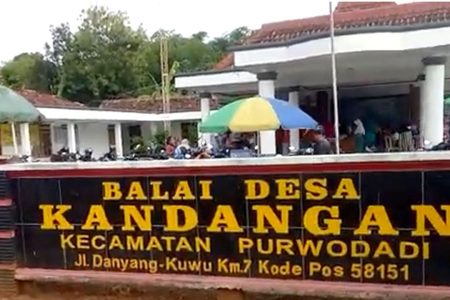 BALAI DESA
KANDANGAN
KECAMATAN PURWODADI
Jl. Danyang-Kuwu Km.7 Kode Pos 58151